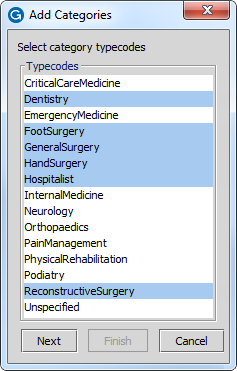 Add Categories
Select category typecodes
Typecodes
CriticalCareMedicine
Dentistry
EmergencyMedicine
FootSurgery
GeneralSurgery
HandSurgery
Hospitalist
InternalMedicine
Neurology
Orthopaedics
PainManagement
PhysicalRehabilitation
Podiatry
ReconstructiveSurgery
Unspecified
Next Finish Cancel